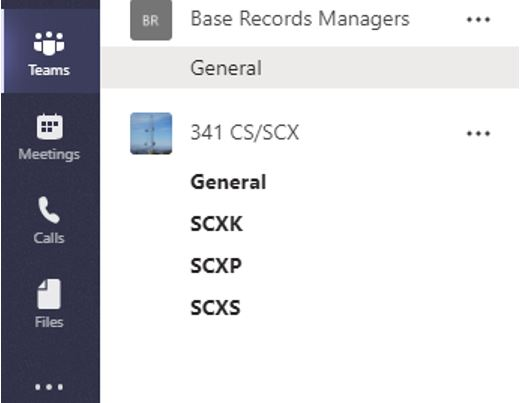 Teams
Meetings
Calls
Files
BR
Base Records Managers
General
341 CS/SCX
General
SCXK
SCXP
SCXS